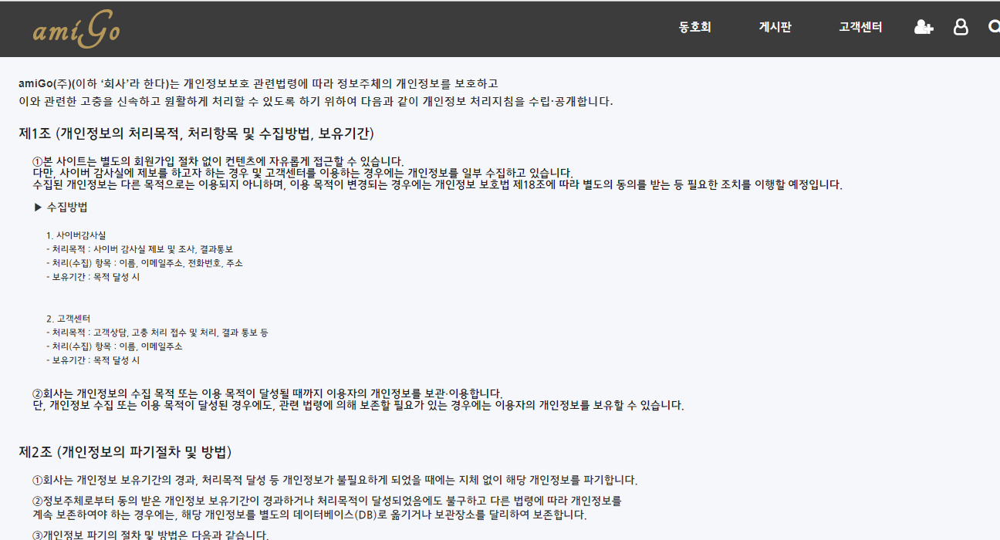 amiGo
동호회 게시판 고객센터
amiGo(주)(이하 ‘회사’라 한다)는 개인정보보호 관련법령에 따라 정보주체의 개인정보를 보호하고
이와 관련한 고충을 신속하고 원활하게 처리할 수 있도록 하기 위하여 다음과 같이 개인정보 처리지침을 수립·공개합니다.
제1조 (개인정보의 처리목적, 처리항목 및 수집방법, 보유기간)
①본 사이트는 별도의 회원가입 절차 없이 컨텐츠에 자유롭게 접근할 수 있습니다.
다만, 사이버 감사실에 제보를 하고자 하는 경우 및 고객센터를 이용하는 경우에는 개인정보를 일부 수집하고 있습니다.
수집된 개인정보는 다른 목적으로는 이용되지 아니하며, 이용 목적이 변경되는 경우에는 개인정보 보호법 제18조에 따라 별도의 동의를 받는 등 필요한 조치를 이행할 예정입니다.
▶ 수집방법
1. 사이버감사실
- 처리목적 : 사이버 감사실 제보 및 조사, 결과통보
- 처리(수집) 항목 : 이름, 이메일주소, 전화번호, 주소
- 보유기간 : 목적 달성 시
2. 고객센터
- 처리목적 : 고객상담, 고충 처리 접수 및 처리, 결과 통보 등
- 처리(수집) 항목 : 이름, 이메일주소
- 보유기간 : 목적 달성 시
②회사는 개인정보의 수집 목적 또는 이용 목적이 달성될 때까지 이용자의 개인정보를 보관·이용합니다.
단, 개인정보 수집 또는 이용 목적이 달성된 경우에도, 관련 법령에 의해 보존할 필요가 있는 경우에는 이용자의 개인정보를 보유할 수 있습니다.
제2조 (개인정보의 파기절차 및 방법)
①회사는 개인정보 보유기간의 경과, 처리목적 달성 등 개인정보가 불필요하게 되었을 때에는 지체 없이 해당 개인정보를 파기합니다.
②정보주체로부터 동의 받은 개인정보 보유기간이 경과하거나 처리목적이 달성되었음에도 불구하고 다른 법령에 따라 개인정보를
계속 보존하여야 하는 경우에는, 해당 개인정보를 별도의 데이터베이스(DB)로 옮기거나 보관장소를 달리하여 보존합니다.
③개인정보 파기의 절차 및 방법은 다음과 같습니다.